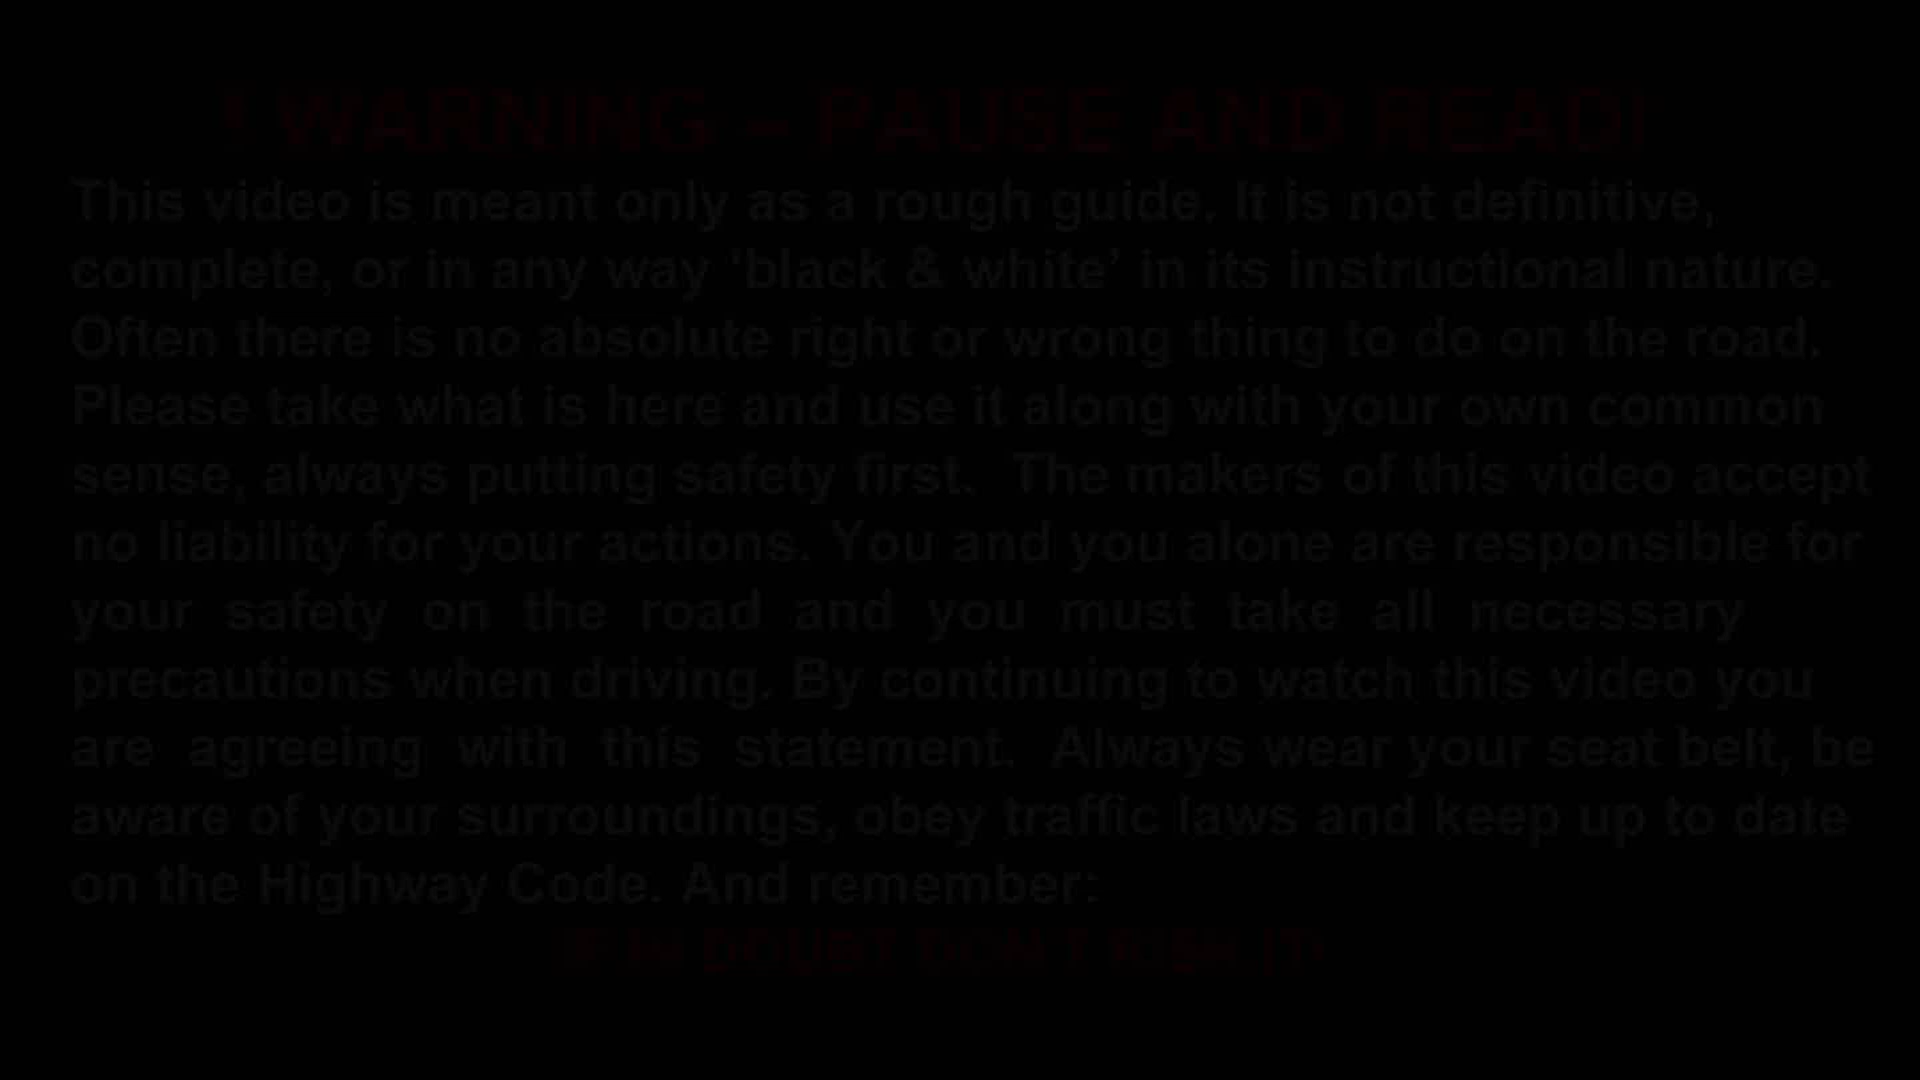 ! WARNING – PAUSE AND READ!
This video is meant only as a rough guide. It is not definitive,
complete, or in any way ‘black & white’ in its instructional nature.
Often there is no absolute right or wrong thing to do on the road.
Please take what is here and use it along with your own common
sense, always putting safety first.  The makers of this video accept
no liability for your actions. You and you alone are responsible for
your safety on the road and you must take all necessary
precautions when driving. By continuing to watch this video you
are agreeing with this statement. Always wear your seat belt, be
aware of your surroundings, obey traffic laws and keep up to date
on the Highway Code. And remember:
IF IN DOUBT DON'T RISK IT!